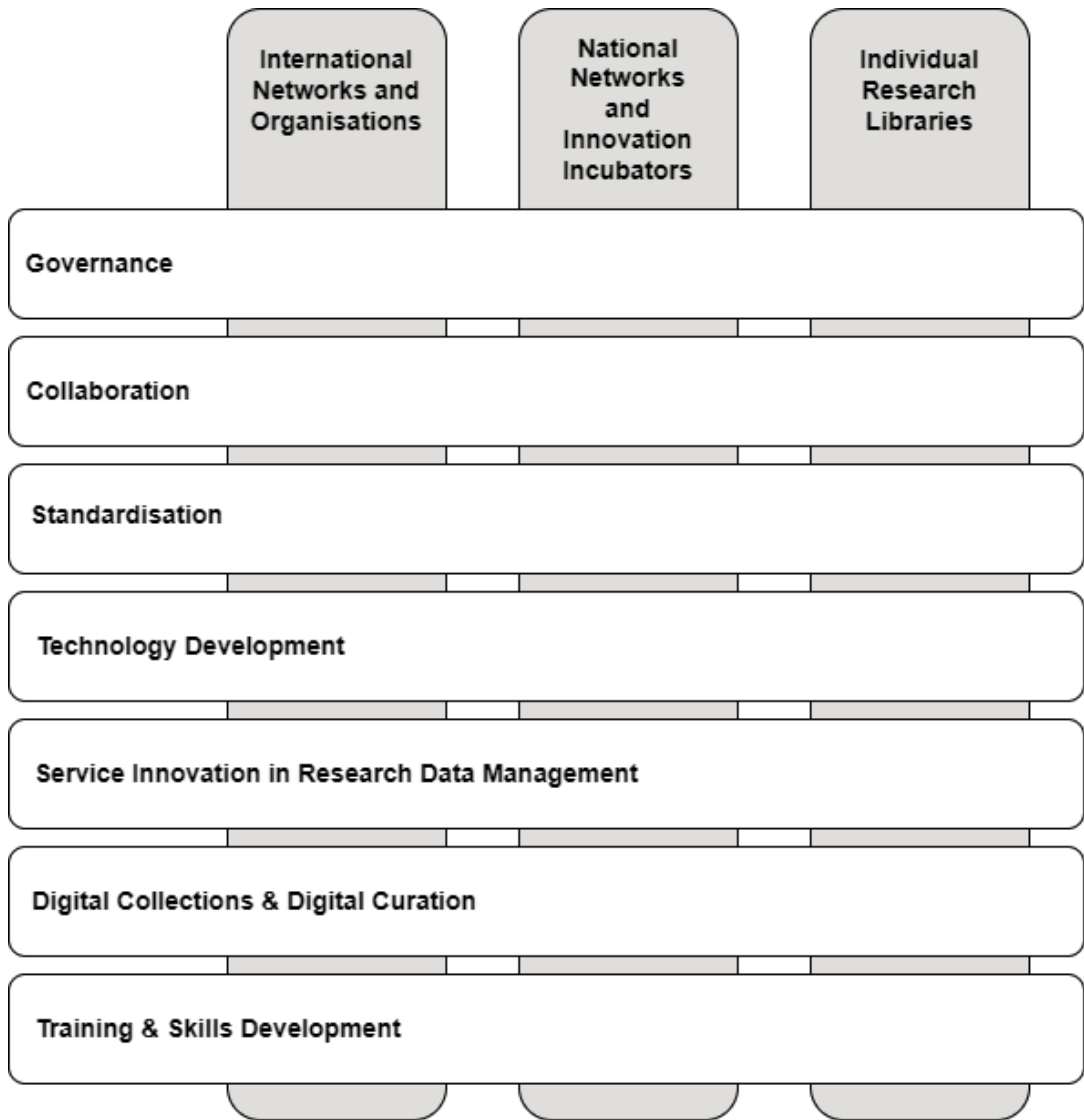 International
Networks and
Organisations
National
Networks
and
Innovation
Incubators
Individual
Research
Libraries
Governance
Collaboration
Standardisation
Technology Development
Service Innovation in Research Data Management
Digital Collections & Digital Curation
Training & Skills Development